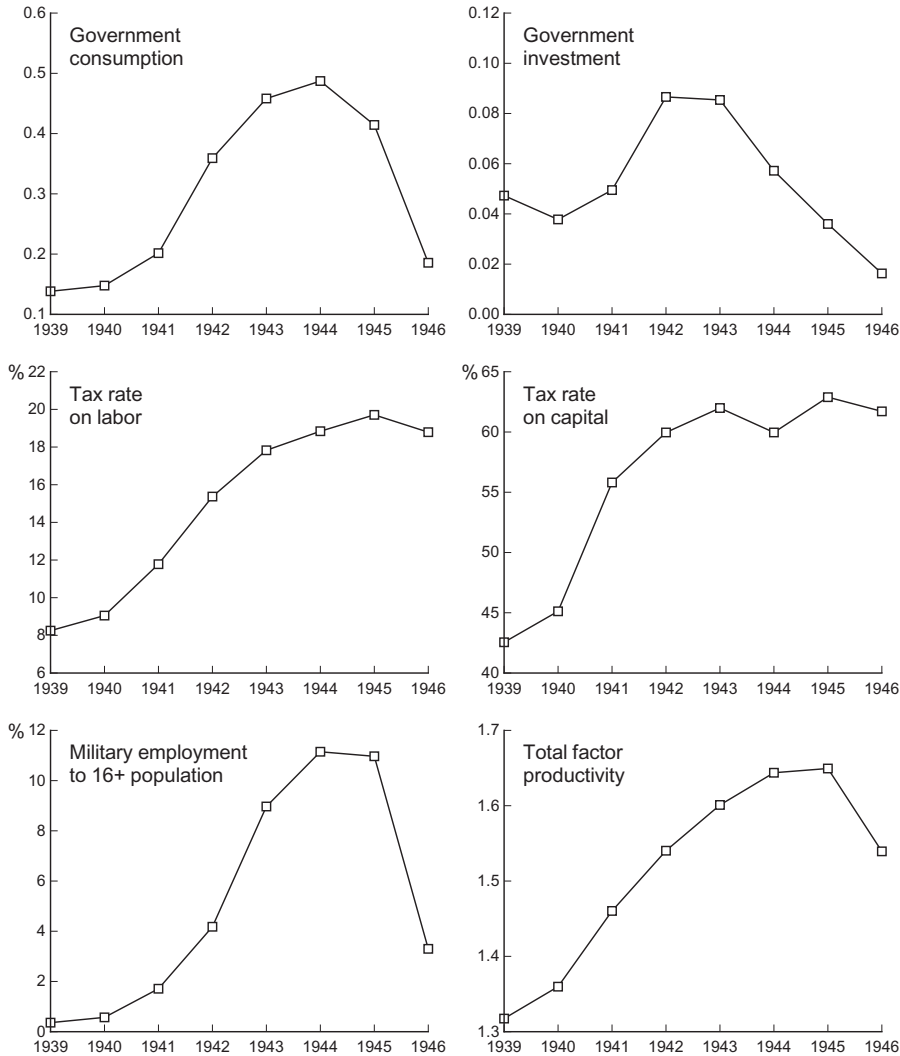 0.6
0.5
0.4
0.3
0.2
0.1
Government
consumption
1939 1940 1941 1942 1943 1944 1945 1946
0.12
0.10
0.08
0.06
0.04
0.02
0.00
Government
investment
1939 1940 1941 1942 1943 1944 1945 1946
% 22
20
18
16
14
12
10
8
6
Tax rate
on labor
1939 1940 1941 1942 1943 1944 1945 1946
% 65
60
55
50
45
40
Tax rate
on capital
1939 1940 1941 1942 1943 1944 1945 1946
% 12
10
8
6
4
2
0
Military employment
to 16+ population
1939 1940 1941 1942 1943 1944 1945 1946
1.7
1.6
1.5
1.4
1.3
Total factor
productivity
1939 1940 1941 1942 1943 1944 1945 1946